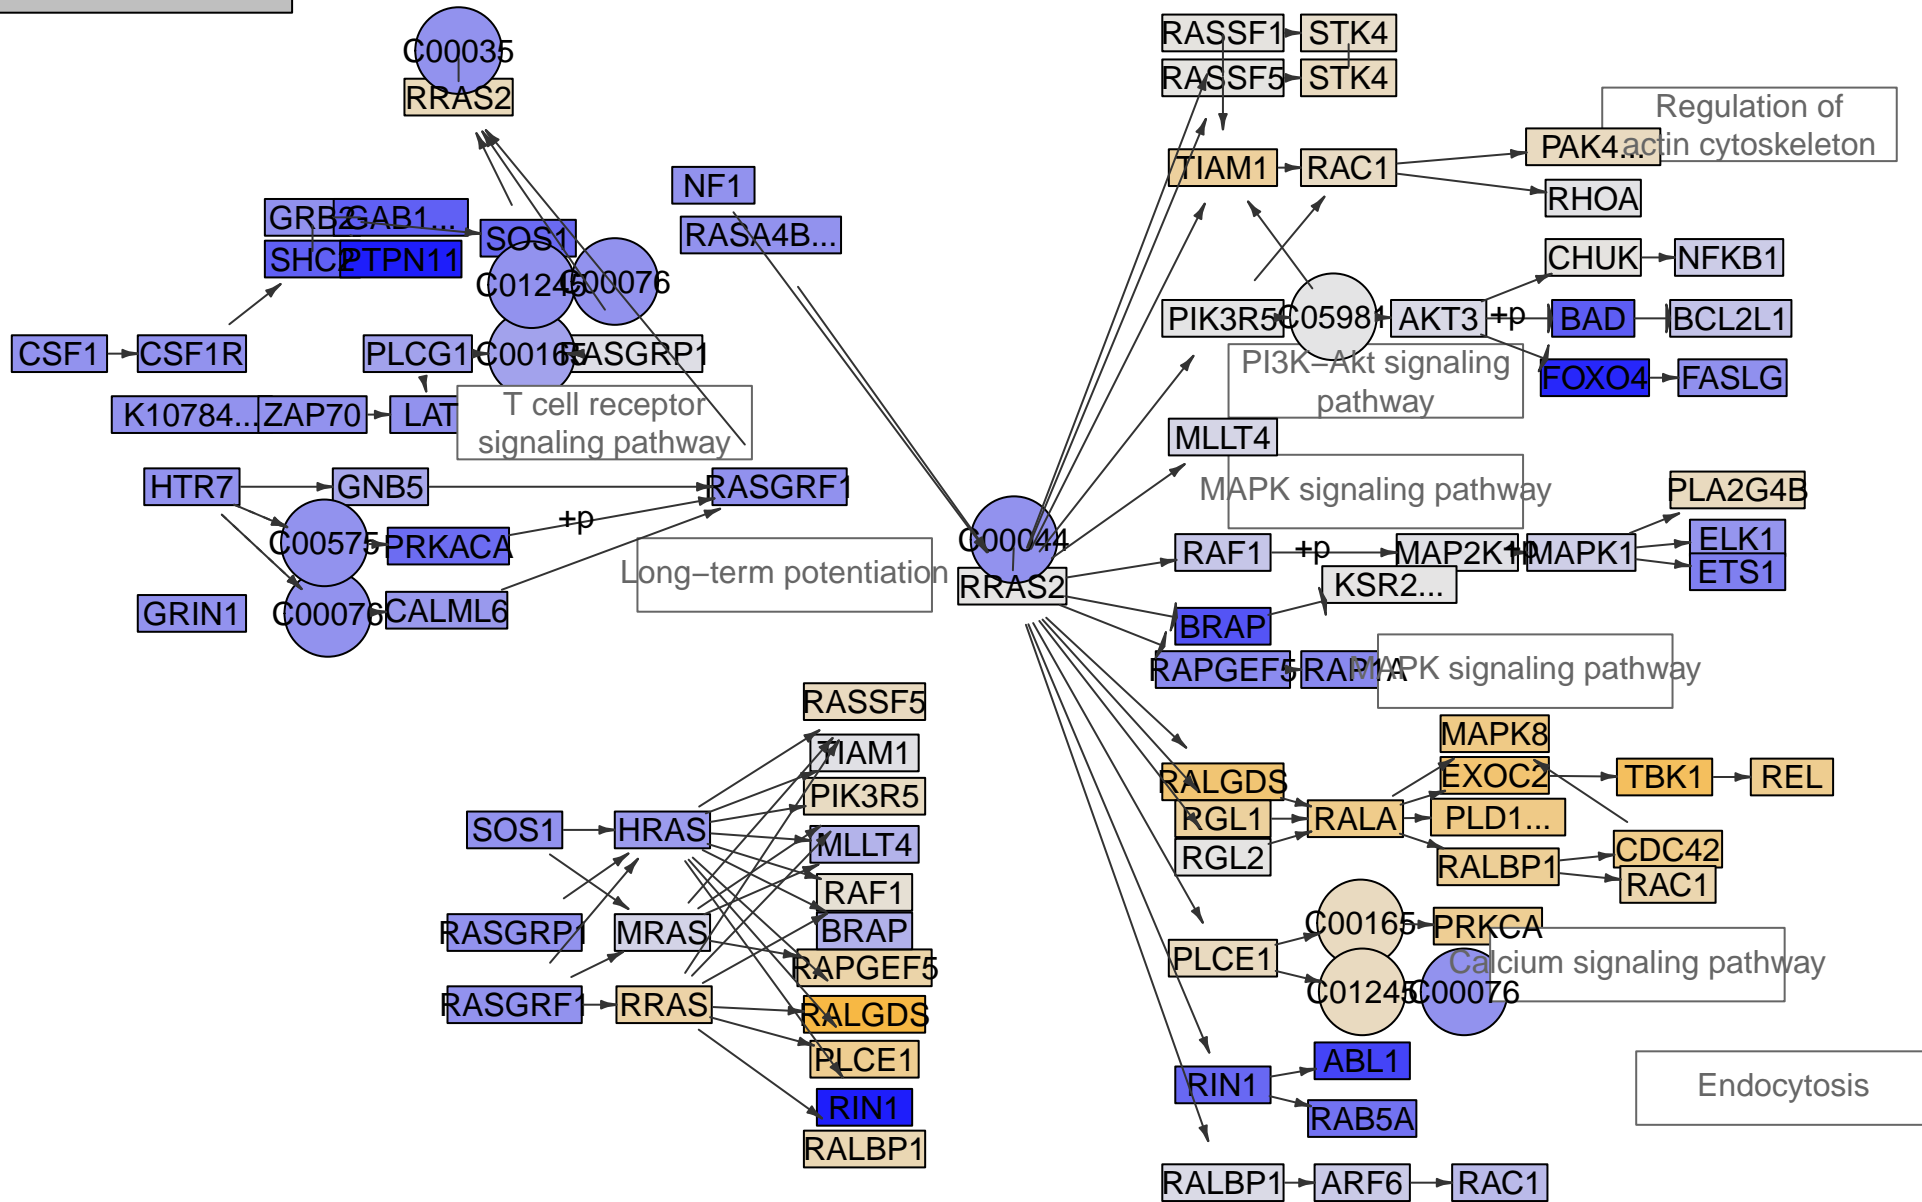 C00035
RRAS2
RASSF1
STK4
RASSF5
STK4
Regulation of
actin cytoskeleton
PAK4...
TIAM1
RAC1
RHOA
NF1
RASA4B...
GRB2
GAB1...
SHC2
PTPN11
SOS1
C01245
C00076
CHUK
NFKB1
PIK3R5
C05981
AKT3
+p
BAD
BCL2L1
CSF1
CSF1R
PLCG1
C00165
RASGRP1
PI3K–Akt signaling
pathway
FOXO4
FASLG
K10784...
ZAP70
LAT
T cell receptor
signaling pathway
MLLT4
HTR7
GNB5
RASGRF1
MAPK signaling pathway
PLA2G4B
C00575
PRKACA
+p
C00044
RAF1
+p
MAP2K1
+p
MAPK1
ELK1
ETS1
Long–term potentiation
RRAS2
KSR2...
GRIN1
C00076
CALML6
BRAP
RAPGEF5
RAP1A
MAPK signaling pathway
RASSF5
TIAM1
PIK3R5
MAPK8
RALGDS
EXOC2
TBK1
REL
SOS1
HRAS
MLLT4
RGL1
RALA
PLD1...
RGL2
RALBP1
CDC42
RAC1
RAF1
RASGRP1
MRAS
BRAP
C00165
PRKCA
RAPGEF5
PLCE1
Calcium signaling pathway
C01245
C00076
RASGRF1
RRAS
RALGDS
PLCE1
RIN1
ABL1
RIN1
RAB5A
Endocytosis
RALBP1
RALBP1
ARF6
RAC1